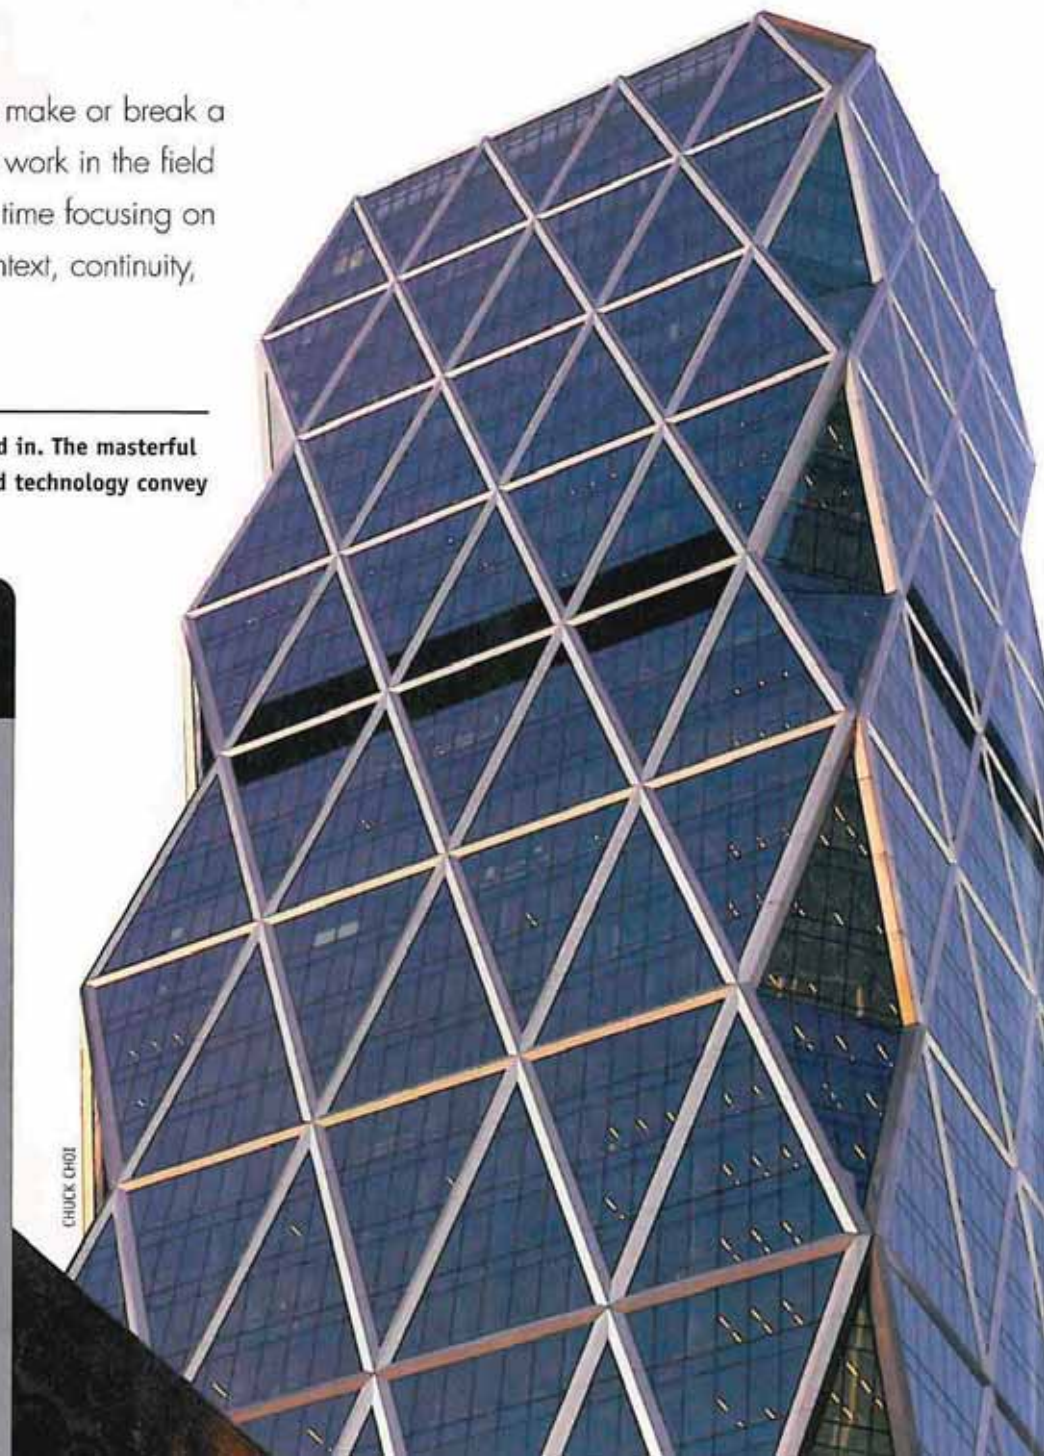 make or break a
work in the field
time focusing on
ntext, continuity,
d in. The masterful
d technology convey
CHUCK CHOI